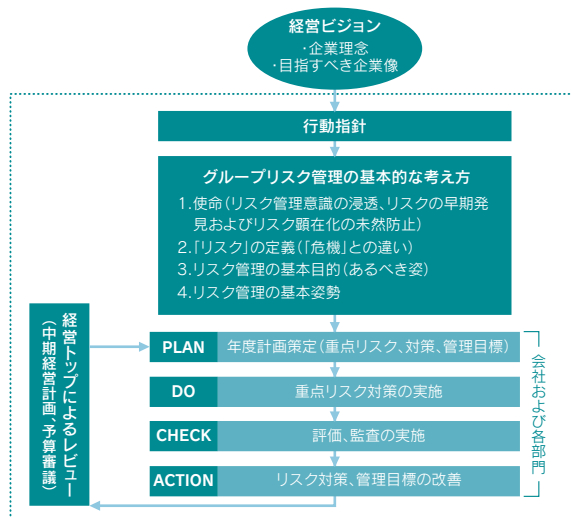 経営ビジョン
・企業理念
・目指すべき企業像
行動指針
グループリスク管理の基本的な考え方
1.使命(リスク管理意識の浸透、リスクの早期発
見およびリスク顕在化の未然防止)
2.「リスク」の定義(「危機」との違い)
3.リスク管理の基本目的(あるべき姿)
4.リスク管理の基本姿勢
経営トップによるレビュー
(中期経営計画、予算審議)
PLAN 年度計画策定(重点リスク、対策、管理目標)
DO 重点リスク対策の実施
CHECK 評価、監査の実施
ACTION リスク対策、管理目標の改善
会社および各部門